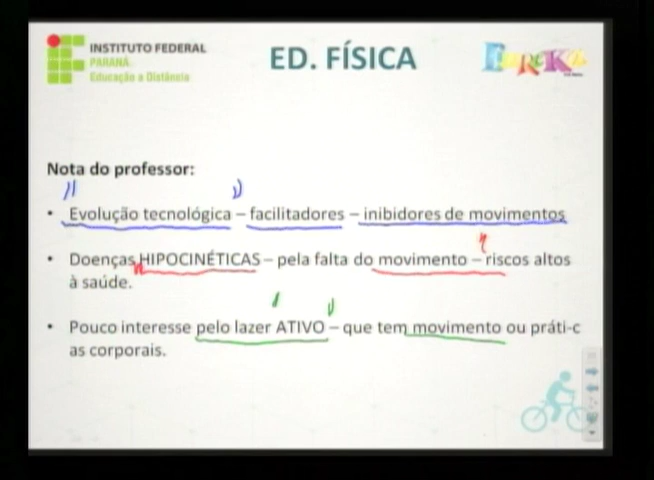 INSTITUTO FEDERAL
PARANÁ
Educação a Distância
ED. FÍSICA
EUREKA
Nota do professor:
• Evolução tecnológica – facilitadores – inibidores de movimentos
• Doenças HIPOCINÉTICAS – pela falta do movimento – riscos altos
à saúde.
• Pouco interesse pelo lazer ATIVO – que tem movimento ou práti-c
as corporais.